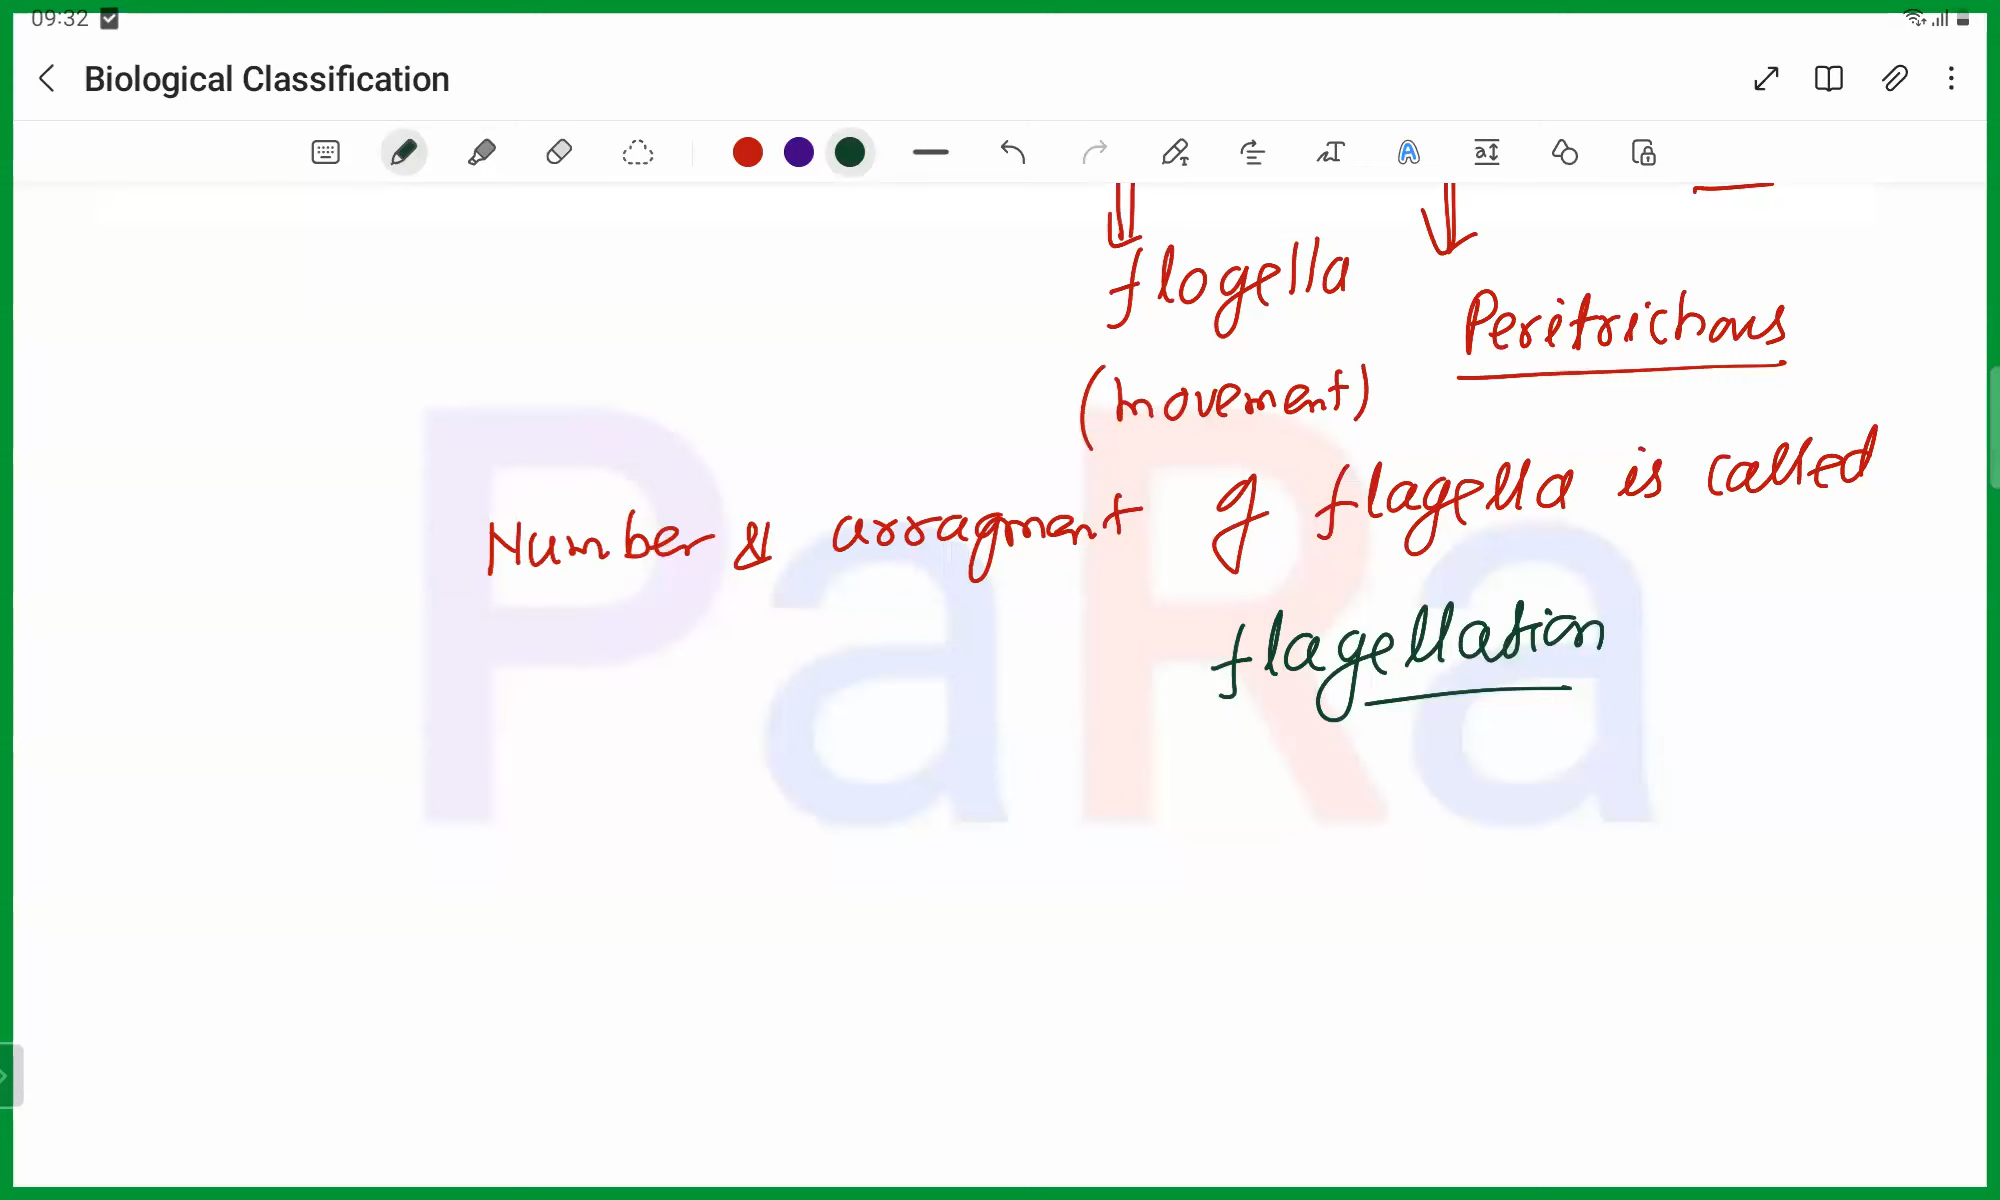 09:32
Biological Classification
flogella
Peritrichous
(movement)
Number & arragment of flagella is called
flagellation
PaRa